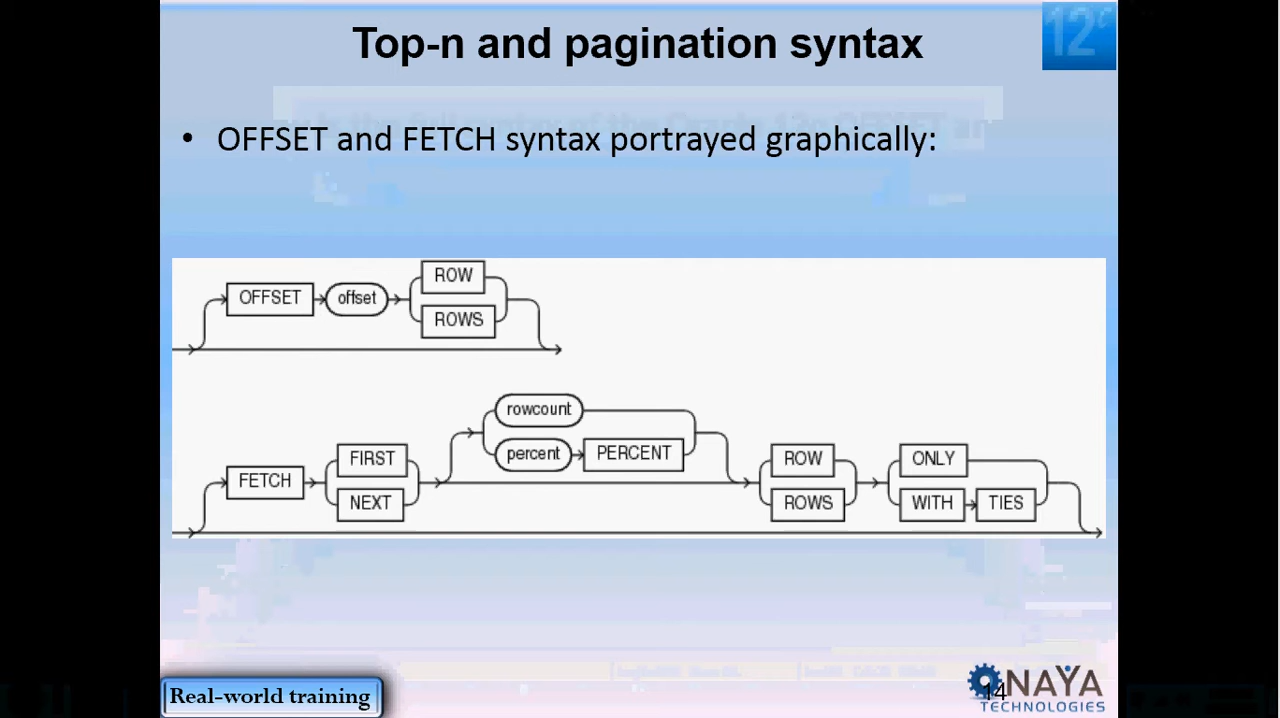 Top-n and pagination syntax
12c
• OFFSET and FETCH syntax portrayed graphically:
OFFSET offset ROW
ROWS
rowcount
percent PERCENT
FETCH FIRST
NEXT
ROW
ROWS
ONLY
WITH TIES
Real-world training
14
NAYA
TECHNOLOGIES